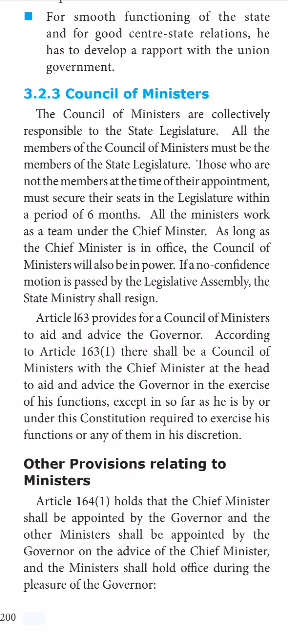 For smooth functioning of the state
and for good centre-state relations, he
has to develop a rapport with the union
government.
3.2.3 Council of Ministers
The Council of Ministers are collectively
responsible to the State Legislature. All the
members of the Council of Ministers must be the
members of the State Legislature. Those who are
not the members at the time of their appointment,
must secure their seats in the Legislature within
a period of 6 months. All the ministers work
as a team under the Chief Minster. As long as
the Chief Minister is in office, the Council of
Ministers will also be in power. If a no-confidence
motion is passed by the Legislative Assembly, the
State Ministry shall resign.
Article l63 provides for a Council of Ministers
to aid and advice the Governor. According
to Article 163(1) there shall be a Council of
Ministers with the Chief Minister at the head
to aid and advice the Governor in the exercise
of his functions, except in so far as he is by or
under this Constitution required to exercise his
functions or any of them in his discretion.
Other Provisions relating to
Ministers
Article 164(1) holds that the Chief Minister
shall be appointed by the Governor and the
other Ministers shall be appointed by the
Governor on the advice of the Chief Minister,
and the Ministers shall hold office during the
pleasure of the Governor:
200